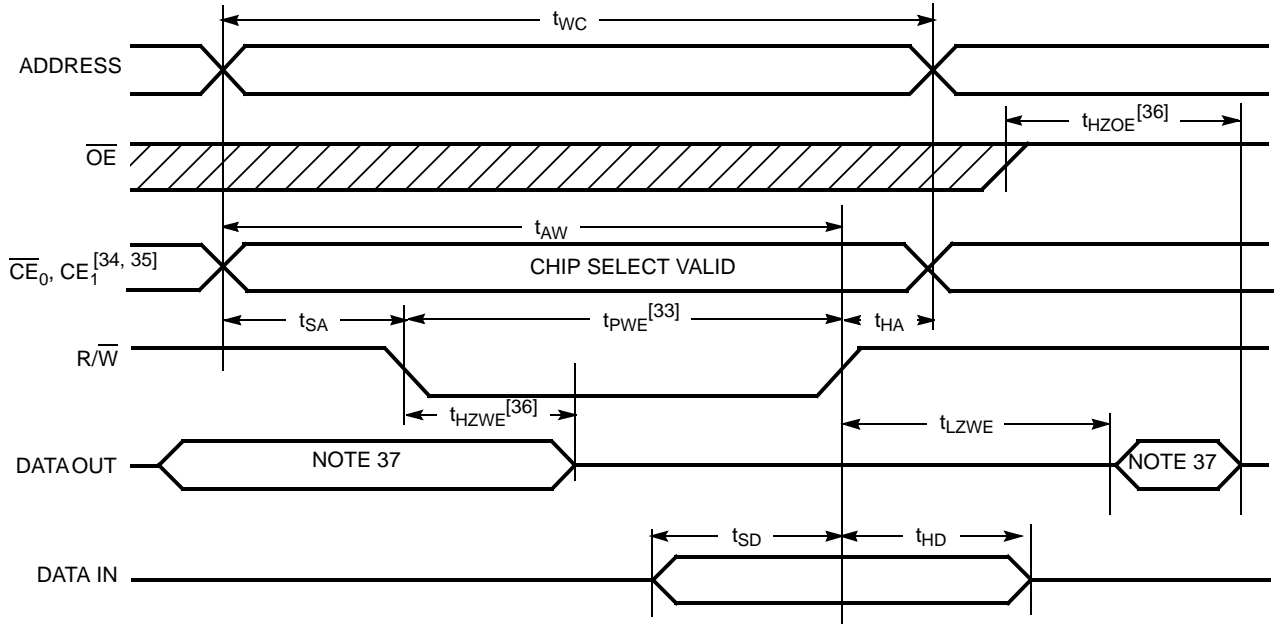 tWC
ADDRESS
tHZOE[36]
OE
tAW
CE0, CE1[34, 35]
CHIP SELECT VALID
tSA
tPWE[33]
tHA
R/W
tHZWE[36]
tLZWE
DATA OUT
NOTE 37
NOTE 37
tSD
tHD
DATA IN